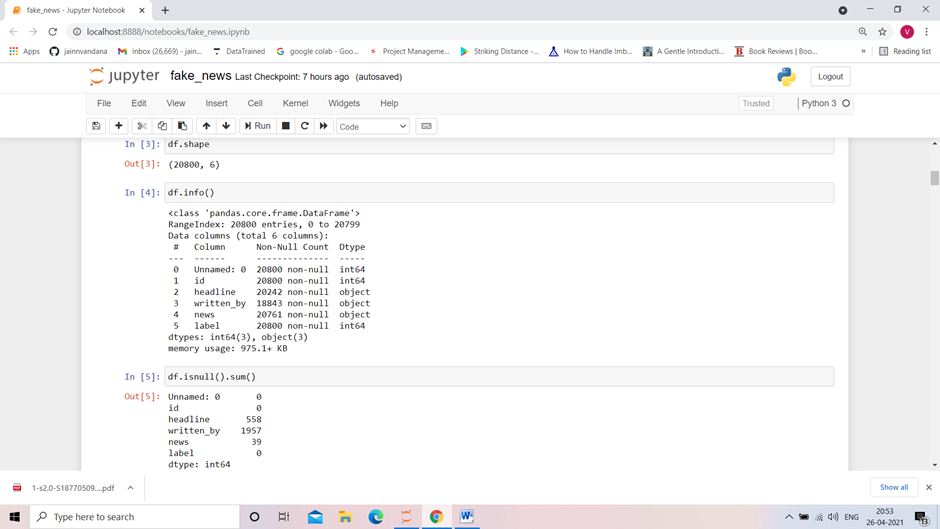 fake_news - Jupyter Notebook
localhost:8888/notebooks/fake_news.ipynb
Apps jainnvandana Inbox (26,669) - jain... DataTrained google colab - Goo... Project Manageme... Striking Distance -... How to Handle Imb... A Gentle Introducti... Book Reviews | Boo... » Reading list
V
jupyter fake_news Last Checkpoint: 7 hours ago (autosaved) Logout
File Edit View Insert Cell Kernel Widgets Help Trusted Python 3
Run Code
In [3]: df.shape
Out[3]: (20800, 6)
In [4]: df.info()
<class 'pandas.core.frame.DataFrame'>
RangeIndex: 20800 entries, 0 to 20799
Data columns (total 6 columns):
# Column Non-Null Count Dtype
--- ------ -------------- -----
0 Unnamed: 0 20800 non-null int64
1 id 20800 non-null int64
2 headline 20242 non-null object
3 written_by 18843 non-null object
4 news 20761 non-null object
5 label 20800 non-null int64
dtypes: int64(3), object(3)
memory usage: 975.1+ KB
In [5]: df.isnull().sum()
Out[5]: Unnamed: 0 0
id 0
headline 558
written_by 1957
news 39
label 0
dtype: int64
1-s2.0-S18770509....pdf Show all
Type here to search
ENG
20:53
26-04-2021
13